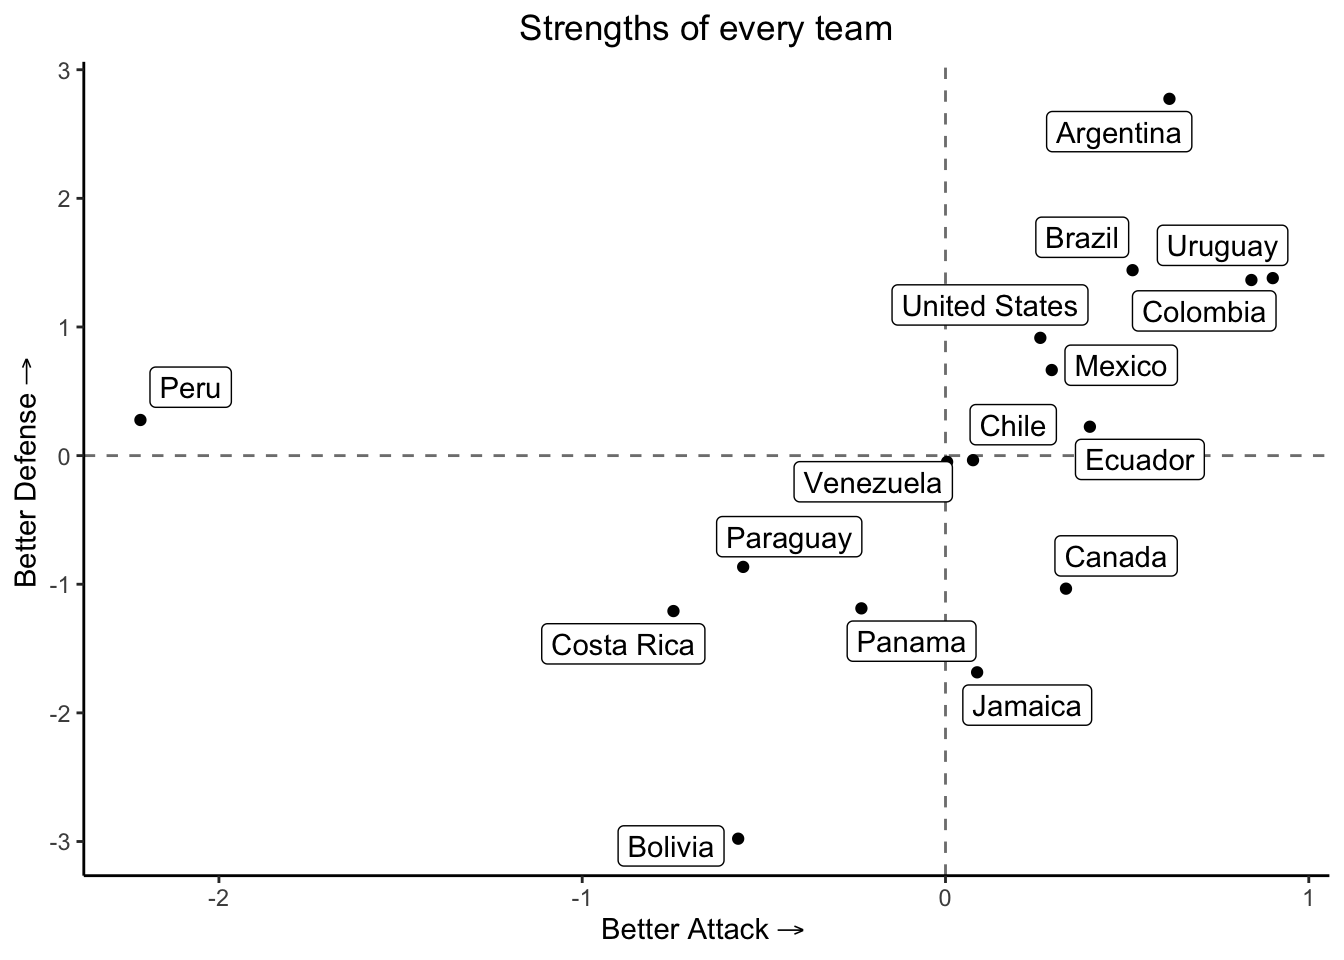 Strengths of every team
3
Argentina
2
Brazil
Uruguay
United States
Colombia
1
Mexico
Peru
Chile
0
Ecuador
Venezuela
Paraguay
Canada
-1
Costa Rica
Panama
Jamaica
-2
Bolivia
-3
Better Defense →
-2
-1
0
1
Better Attack →